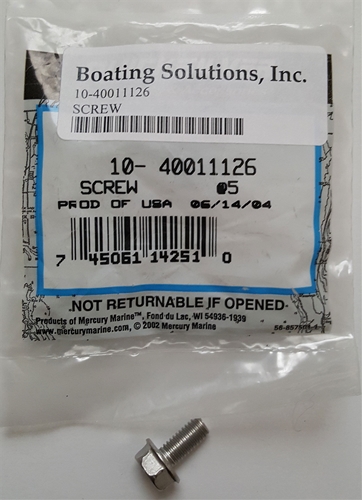 Boating Solutions, Inc.
10-40011126
SCREW
10- 40011126
SCREW @5
PROD OF USA 06/14/04
7 45061 14251 0
NOT RETURNABLE IF OPENED.
Products of Mercury Marine™, Fond du Lac, WI 54936-1939
www.mercurymarine.com. © 2002 Mercury Marine